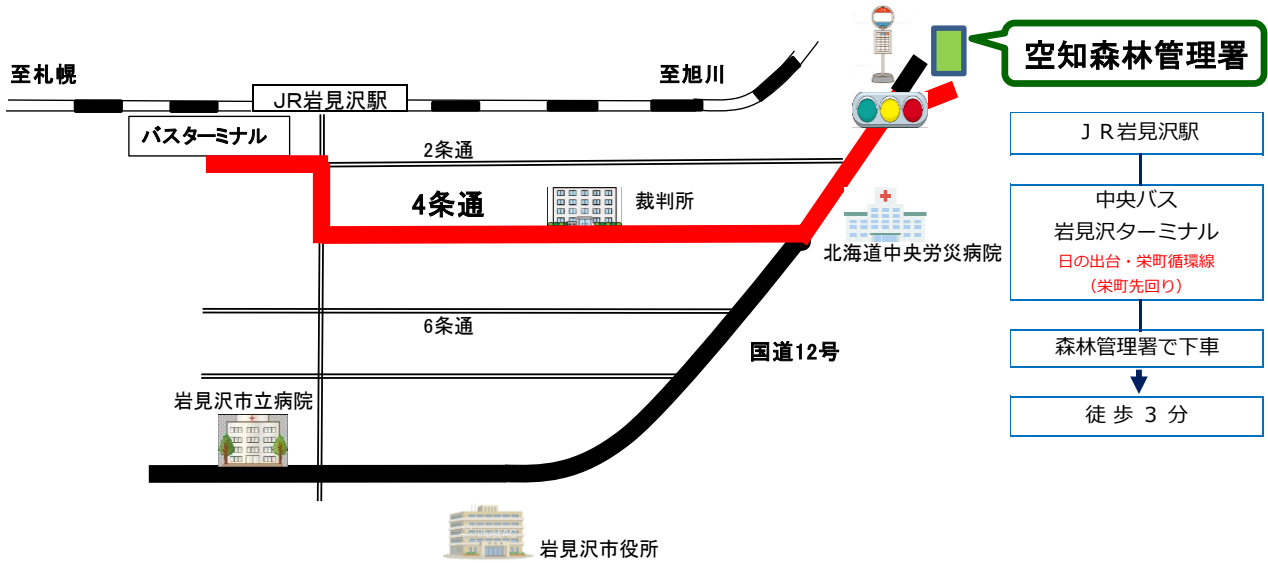 至札幌
至旭川
空知森林管理署
JR岩見沢駅
バスターミナル
2条通
4条通
裁判所
北海道中央労災病院
6条通
国道12号
岩見沢市立病院
岩見沢市役所
ＪＲ岩見沢駅
中央バス
岩見沢ターミナル
日の出台・栄町循環線
（栄町先回り）
森林管理署で下車
徒 歩 ３ 分